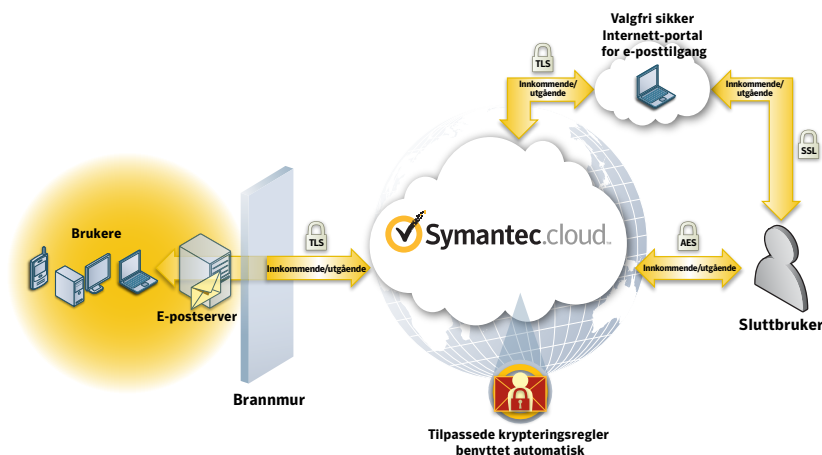 Valgfri sikker
Internett-portal
for e-posttilgang
TLS
Innkommende/
utgående
Innkommende/
utgående
SSL
Brukere
TLS
Symantec.cloud™
AES
Innkommende/utgående
Innkommende/utgående
E-postserver
Sluttbruker
Brannmur
Tilpassede krypteringsregler
benyttet automatisk